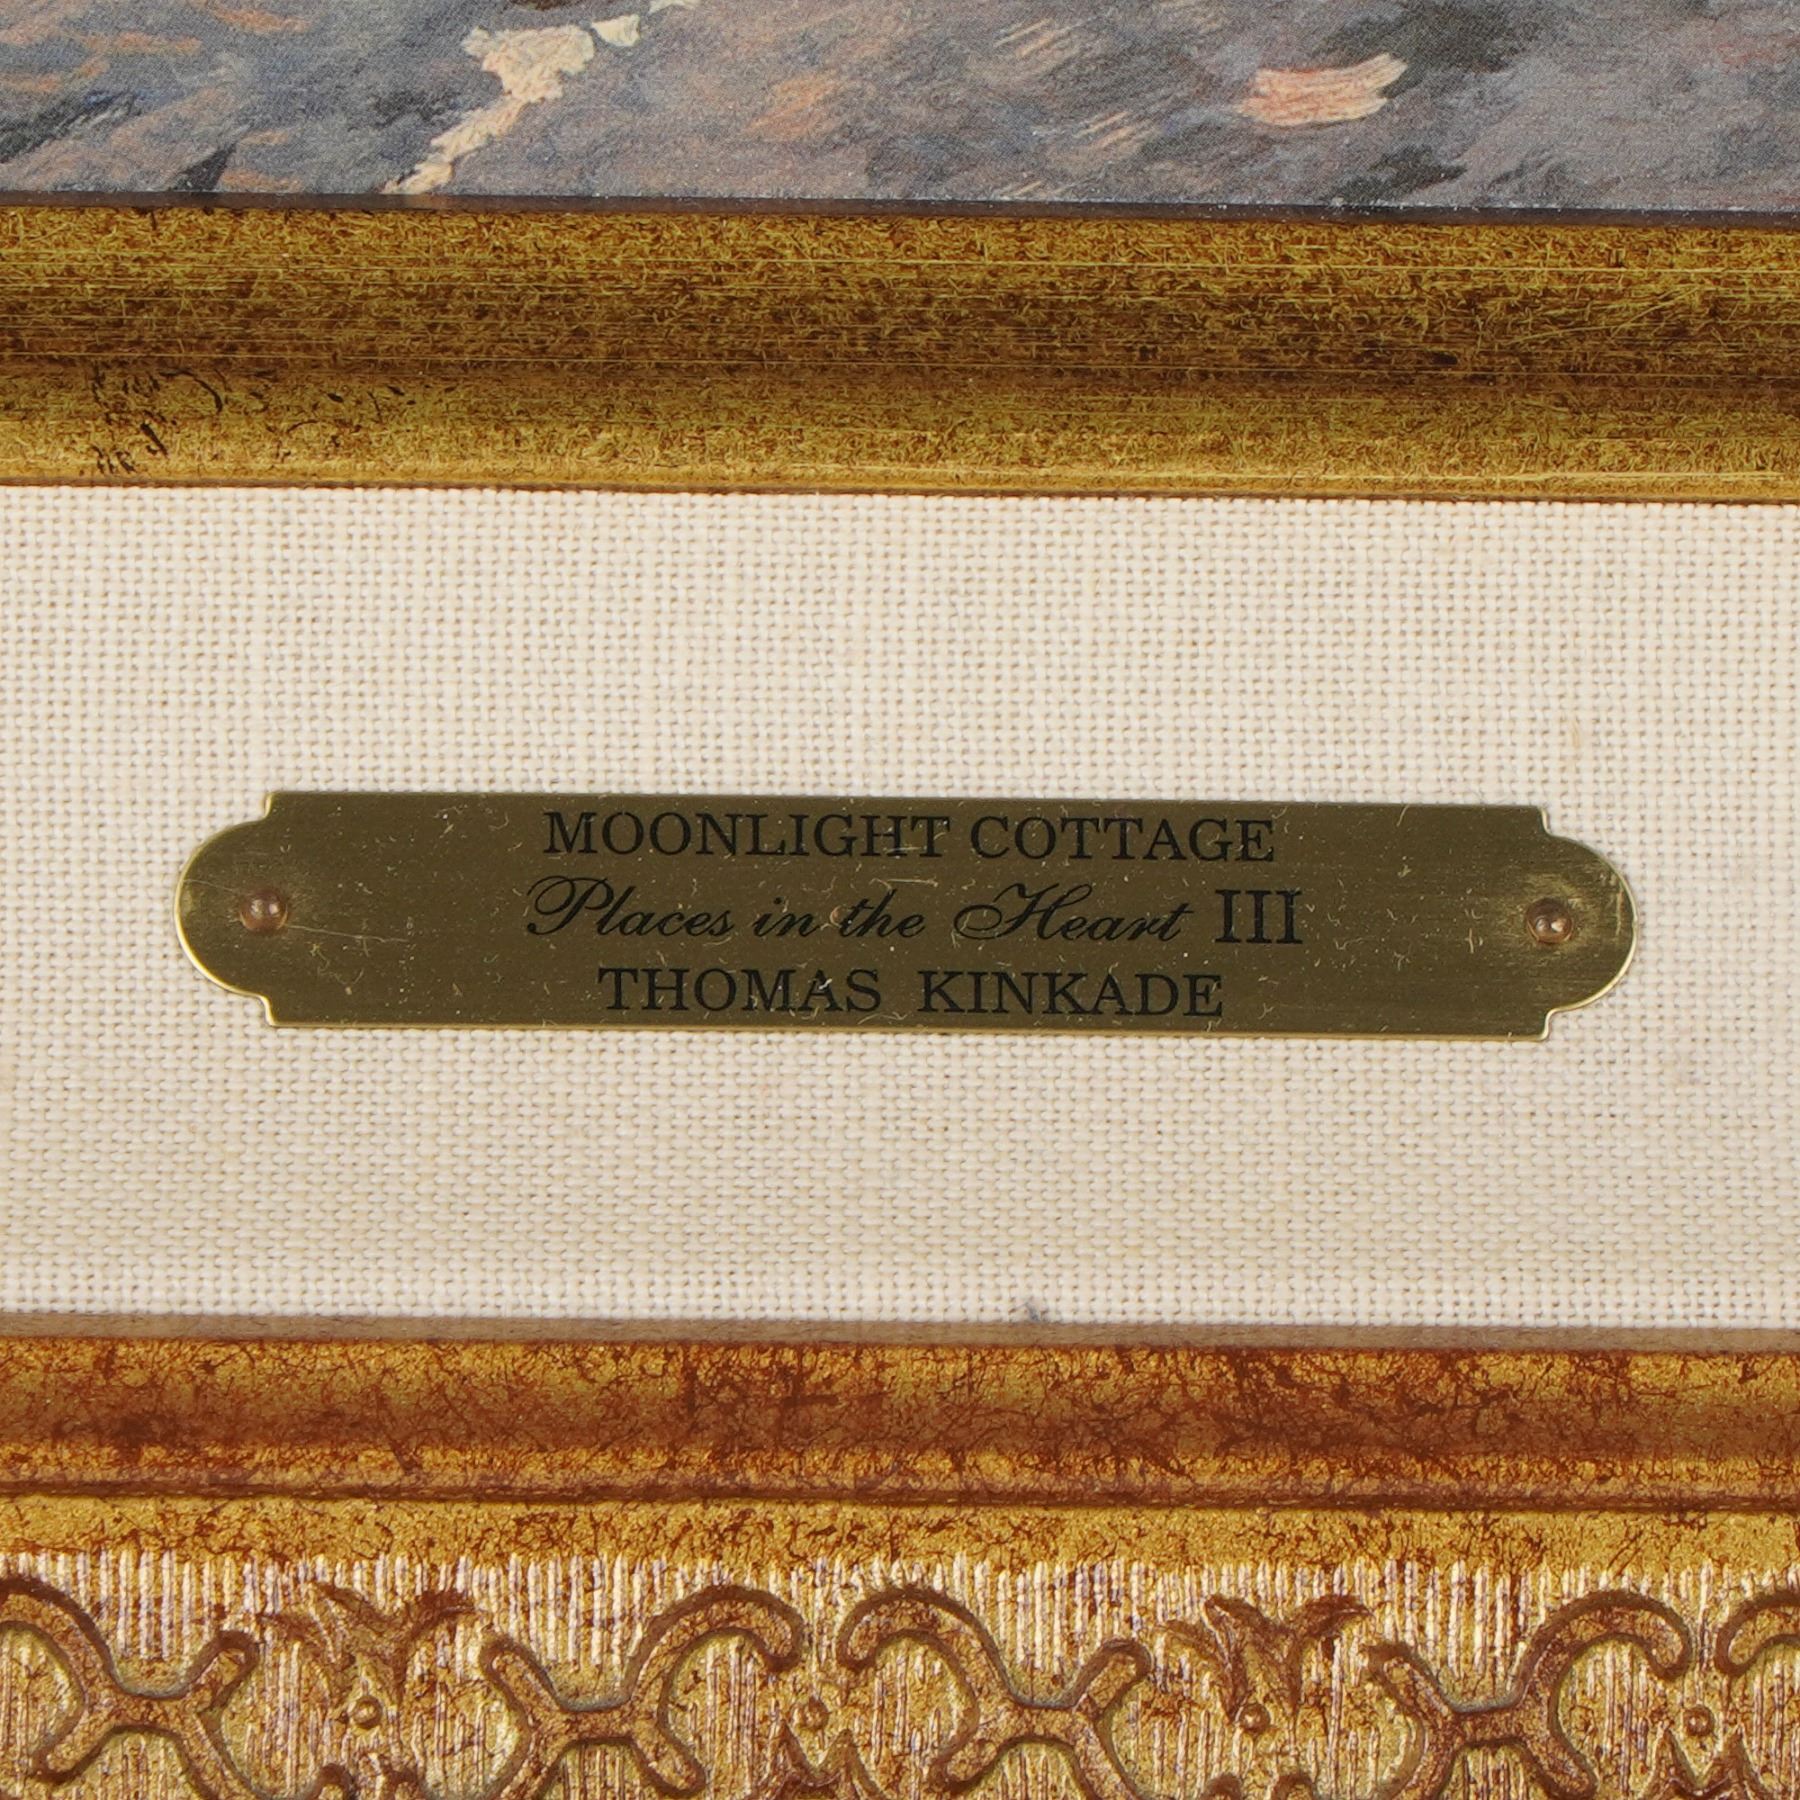 MOONLIGHT COTTAGE
Places in the Heart III
THOMAS KINKADE